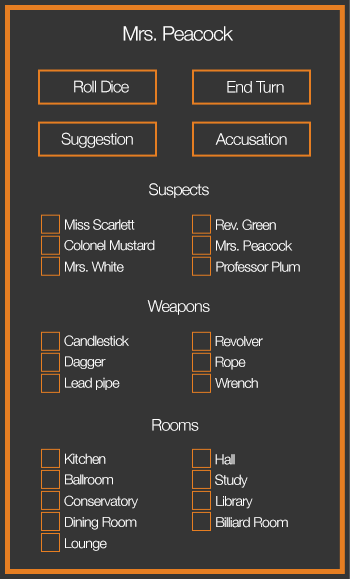 Mrs. Peacock
Roll Dice
End Turn
Suggestion
Accusation
Suspects
Miss Scarlett
Rev. Green
Colonel Mustard
Mrs. Peacock
Mrs. White
Professor Plum
Weapons
Candlestick
Revolver
Dagger
Rope
Lead pipe
Wrench
Rooms
Kitchen
Hall
Ballroom
Study
Conservatory
Library
Dining Room
Billiard Room
Lounge